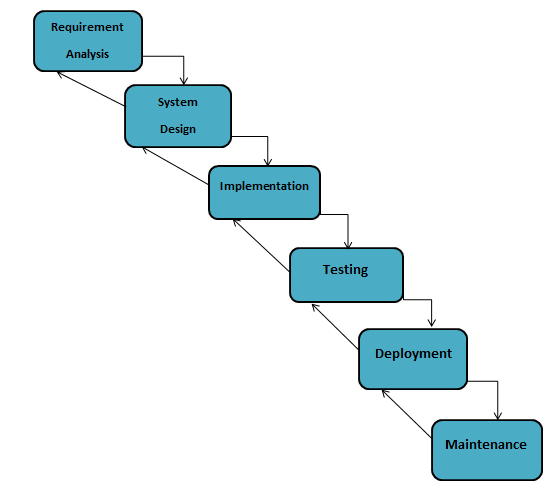 Requirement
Analysis
System
Design
Implementation
Testing
Deployment
Maintenance